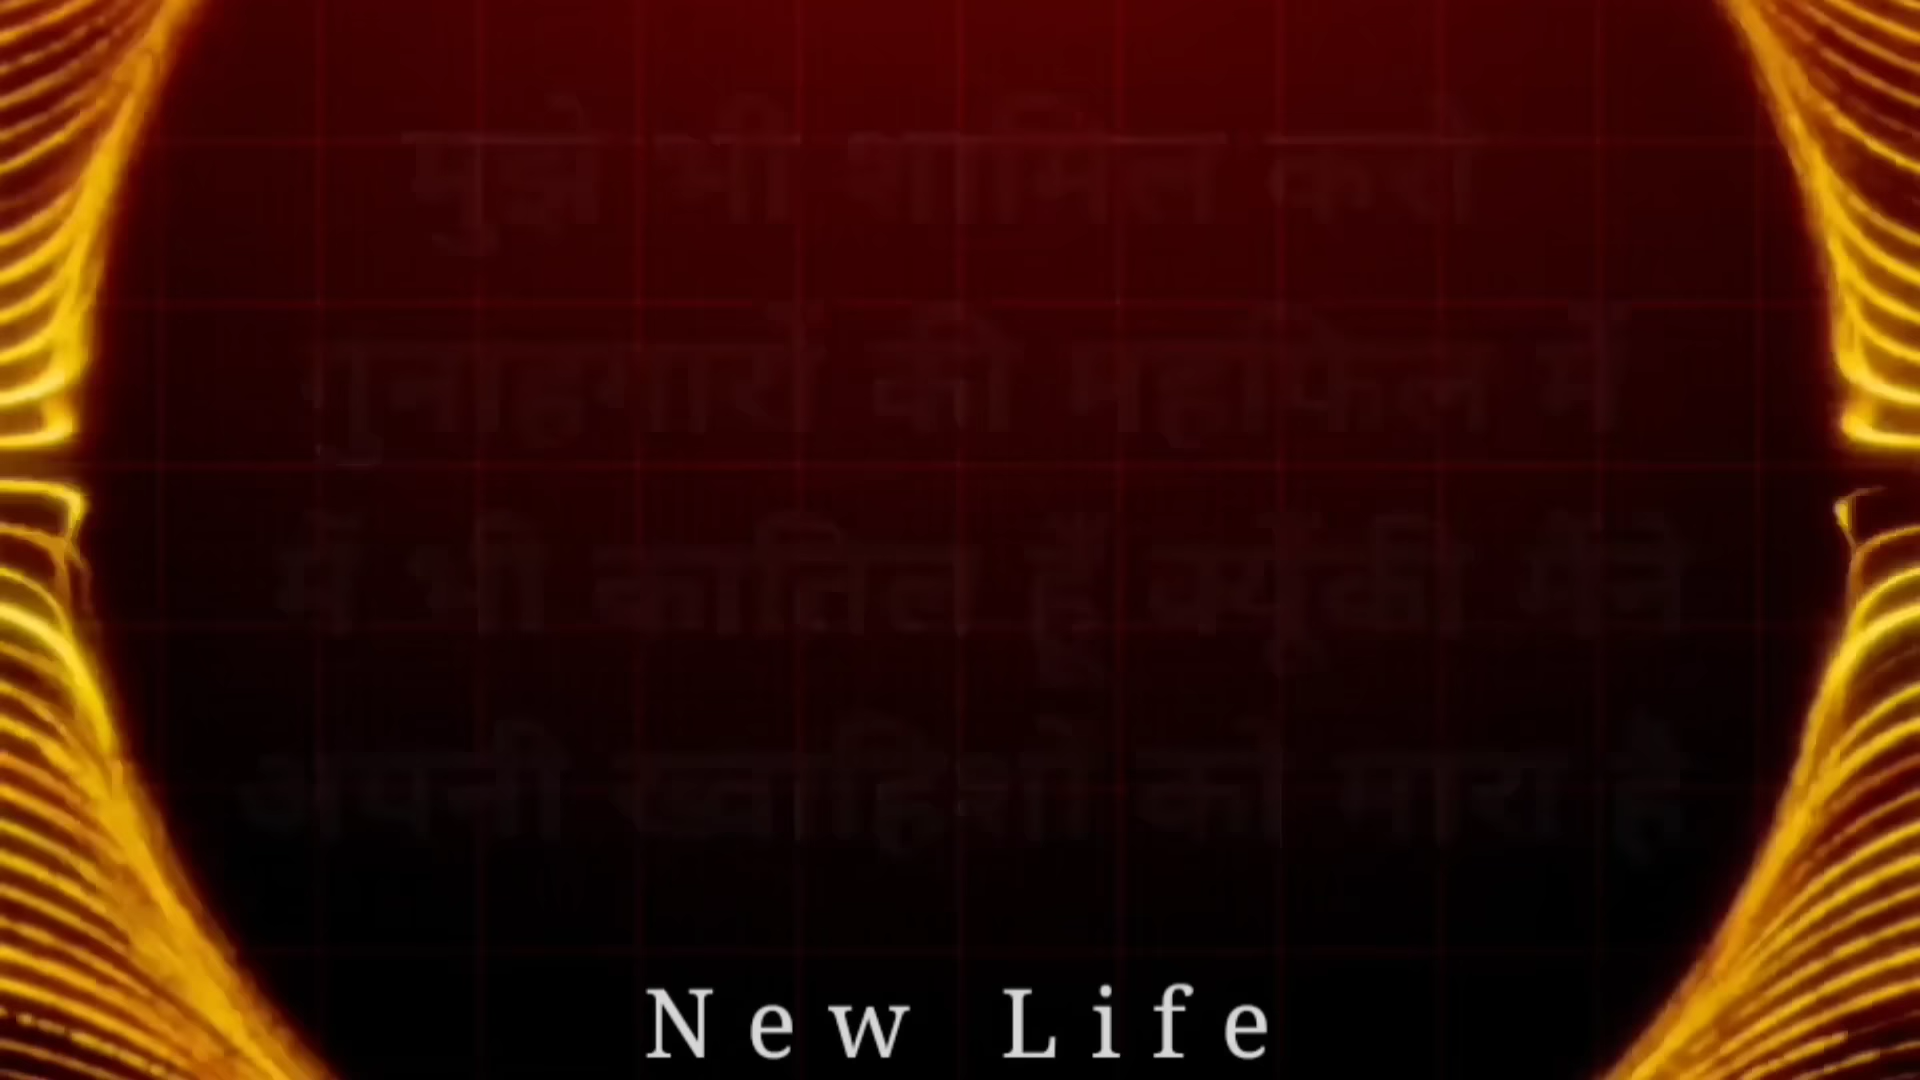 मुझे भी शामिल करो
गुनाहगारों की महफ़िल में
मैं भी कातिल हूँ क्यूंकी मैंने
अपनी ख्वाहिशों को मारा है
New Life